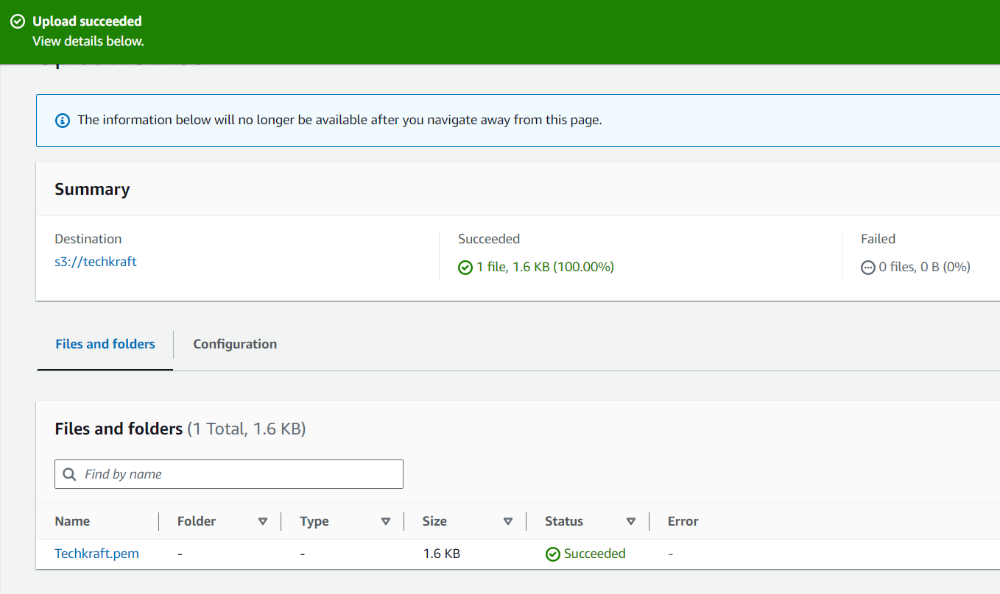 Upload succeeded
View details below.
The information below will no longer be available after you navigate away from this page.
Summary
Destination
s3://techkraft
Succeeded
1 file, 1.6 KB (100.00%)
Failed
0 files, 0 B (0%)
Files and folders
Configuration
Files and folders (1 Total, 1.6 KB)
Find by name
Name Folder Type Size Status Error
Techkraft.pem - - 1.6 KB Succeeded -